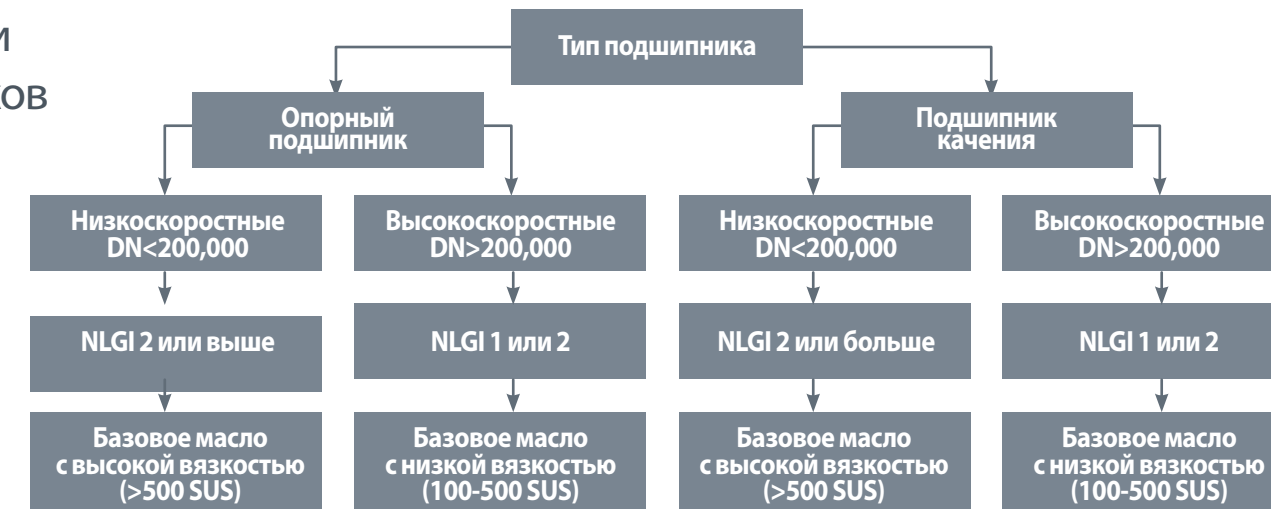 и
ков
Тип подшипника
Опорный
подшипник
Подшипник
качения
Низкоскоростные
DN<200,000
Высокоскоростные
DN>200,000
Низкоскоростные
DN<200,000
Высокоскоростные
DN>200,000
NLGI 2 или выше
NLGI 1 или 2
NLGI 2 или больше
NLGI 1 или 2
Базовое масло
с высокой вязкостью
(>500 SUS)
Базовое масло
с низкой вязкостью
(100-500 SUS)
Базовое масло
с высокой вязкостью
(>500 SUS)
Базовое масло
с низкой вязкостью
(100-500 SUS)